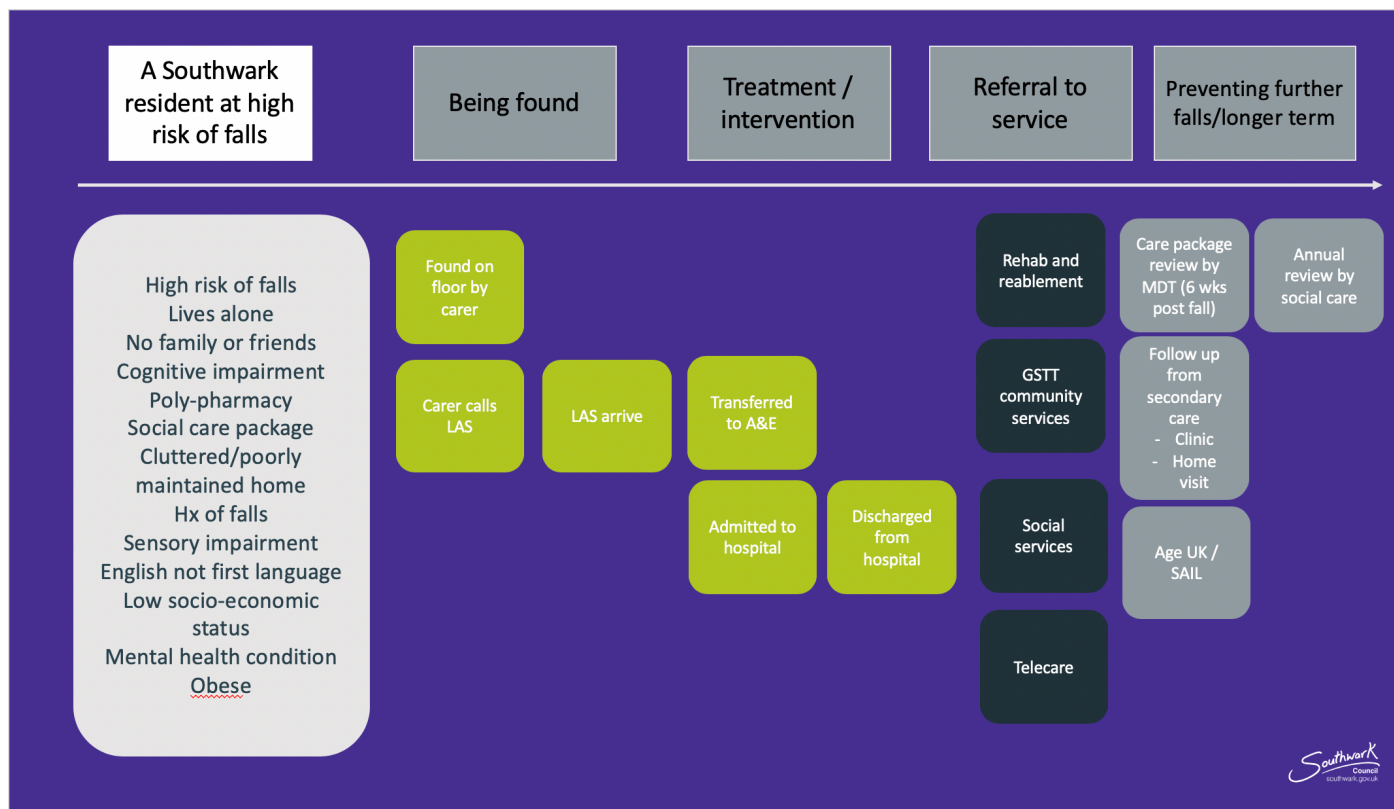 A Southwark
resident at high
risk of falls
Being found
Treatment /
intervention
Referral to
service
Preventing further
falls/longer term
High risk of falls
Lives alone
No family or friends
Cognitive impairment
Poly-pharmacy
Social care package
Cluttered/poorly
maintained home
Hx of falls
Sensory impairment
English not first language
Low socio-economic
status
Mental health condition
Obese
Found on
floor by
carer
Carer calls
LAS
LAS arrive
Transferred
to A&E
Admitted to
hospital
Discharged
from
hospital
Rehab and
reablement
GSTT
community
services
Social
services
Telecare
Care package
review by
MDT (6 wks
post fall)
Annual
review by
social care
Follow up
from
secondary
care
- Clinic
- Home
visit
Age UK /
SAIL
Southwark
Council
southwark.gov.uk